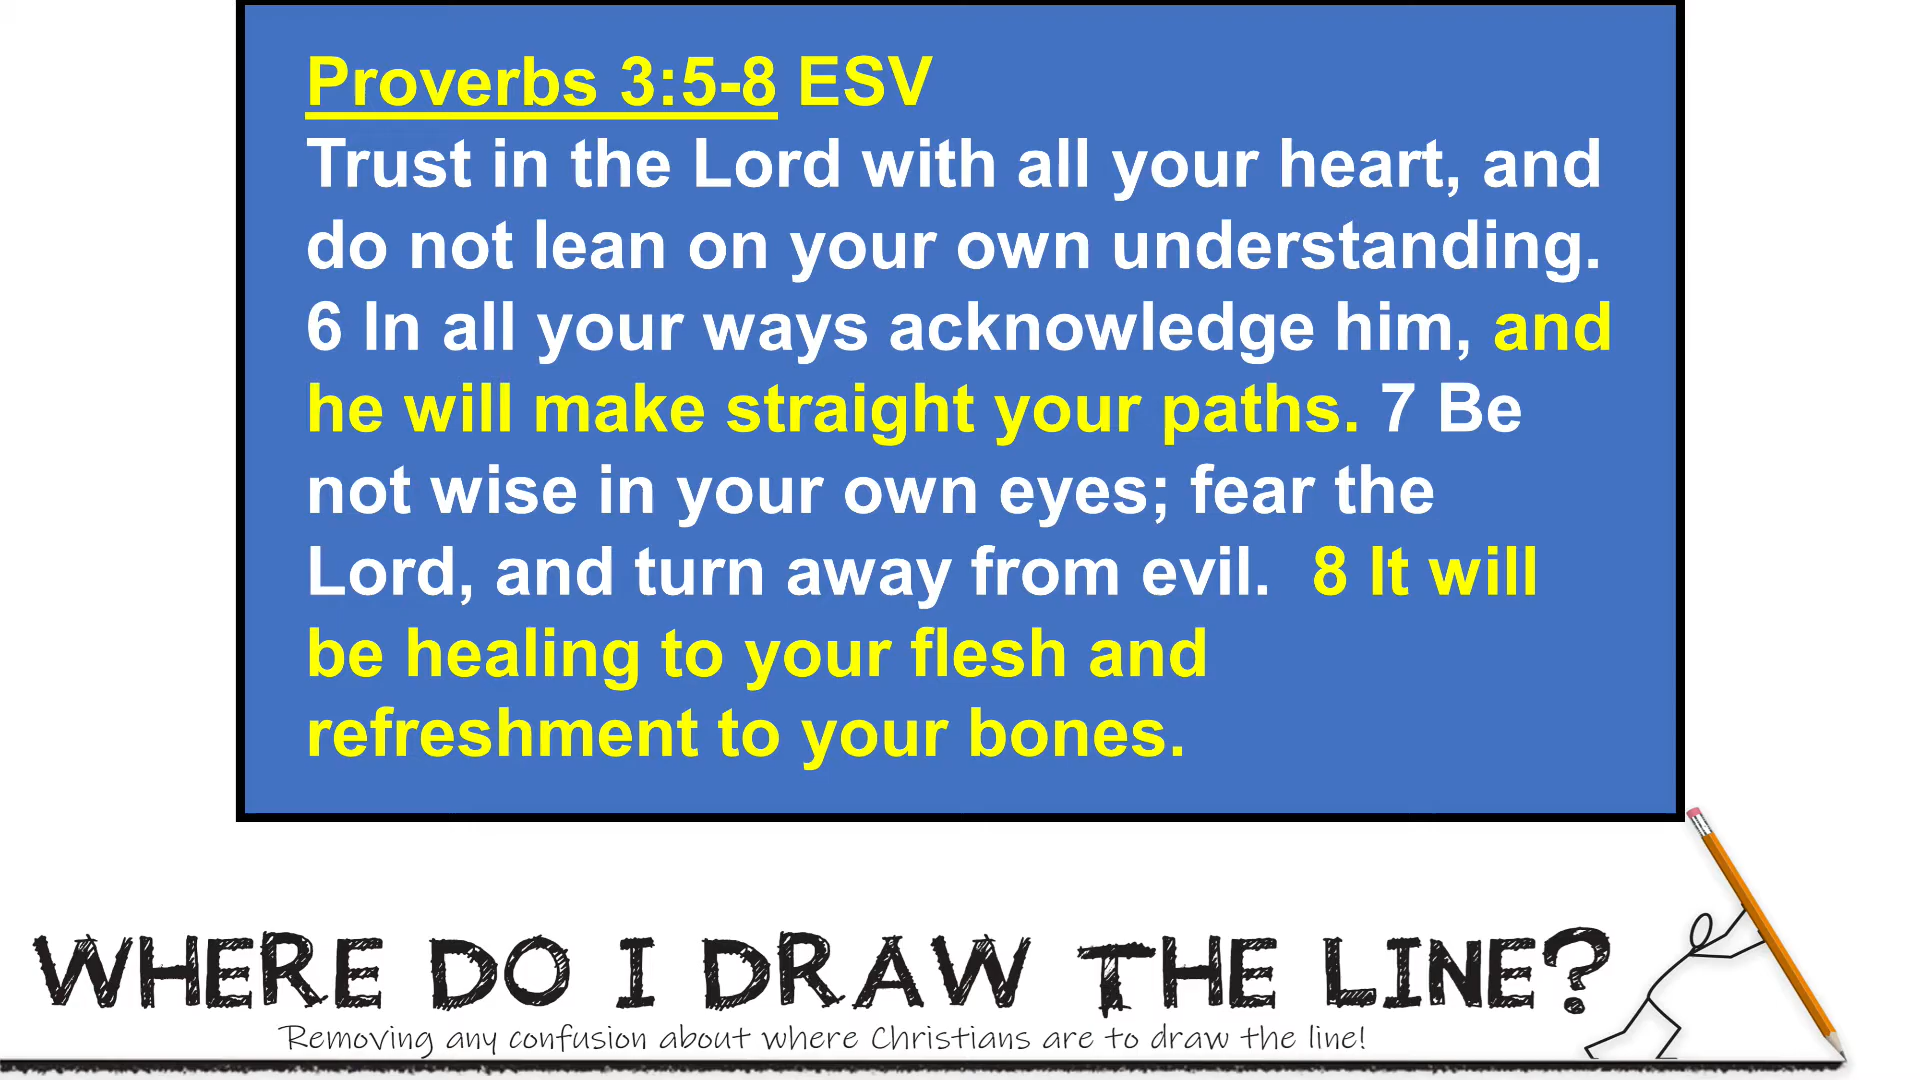 Proverbs 3:5-8 ESV
Trust in the Lord with all your heart, and
do not lean on your own understanding.
6 In all your ways acknowledge him, and
he will make straight your paths. 7 Be
not wise in your own eyes; fear the
Lord, and turn away from evil.  8 It will
be healing to your flesh and
refreshment to your bones.
WHERE DO I DRAW THE LINE?
Removing any confusion about where Christians are to draw the line!